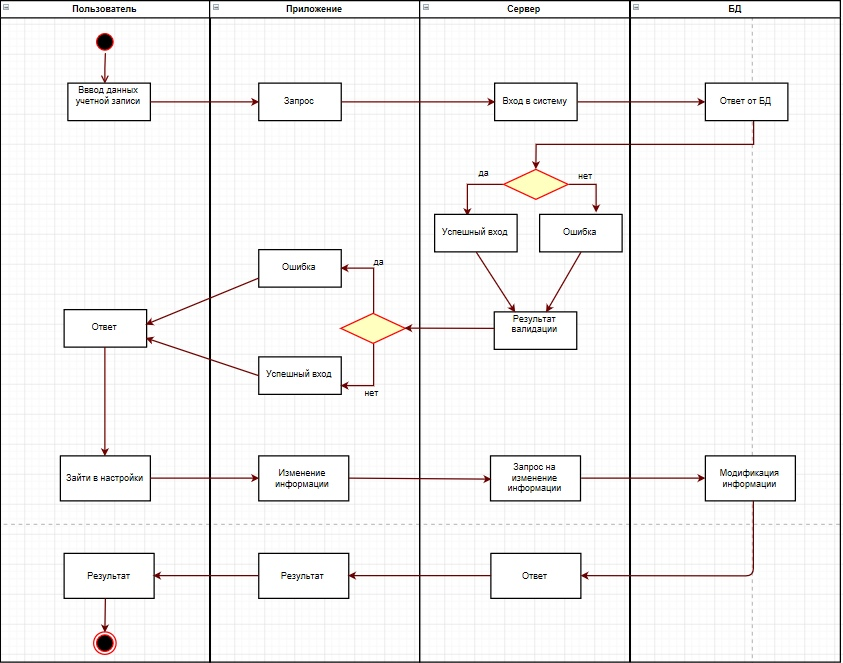 Пользователь
Приложение
Сервер
БД
Вввод данных
учетной записи
Запрос
Вход в систему
Ответ от БД
да
нет
Успешный вход
Ошибка
Ошибка
да
Ответ
Результат
валидации
Успешный вход
нет
Зайти в настройки
Изменение
информации
Запрос на
изменение
информации
Модификация
информации
Результат
Результат
Ответ